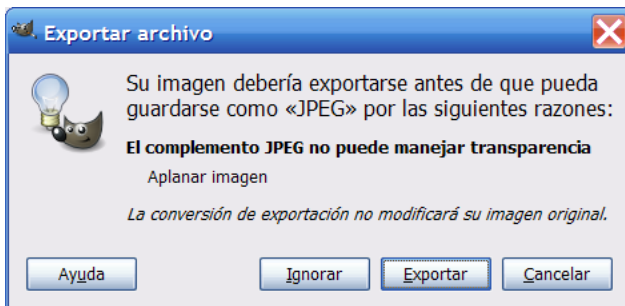 Exportar archivo
Su imagen debería exportarse antes de que pueda
guardarse como «JPEG» por las siguientes razones:
El complemento JPEG no puede manejar transparencia
Aplanar imagen
La conversión de exportación no modificará su imagen original.
Ayuda Ignorar Exportar Cancelar